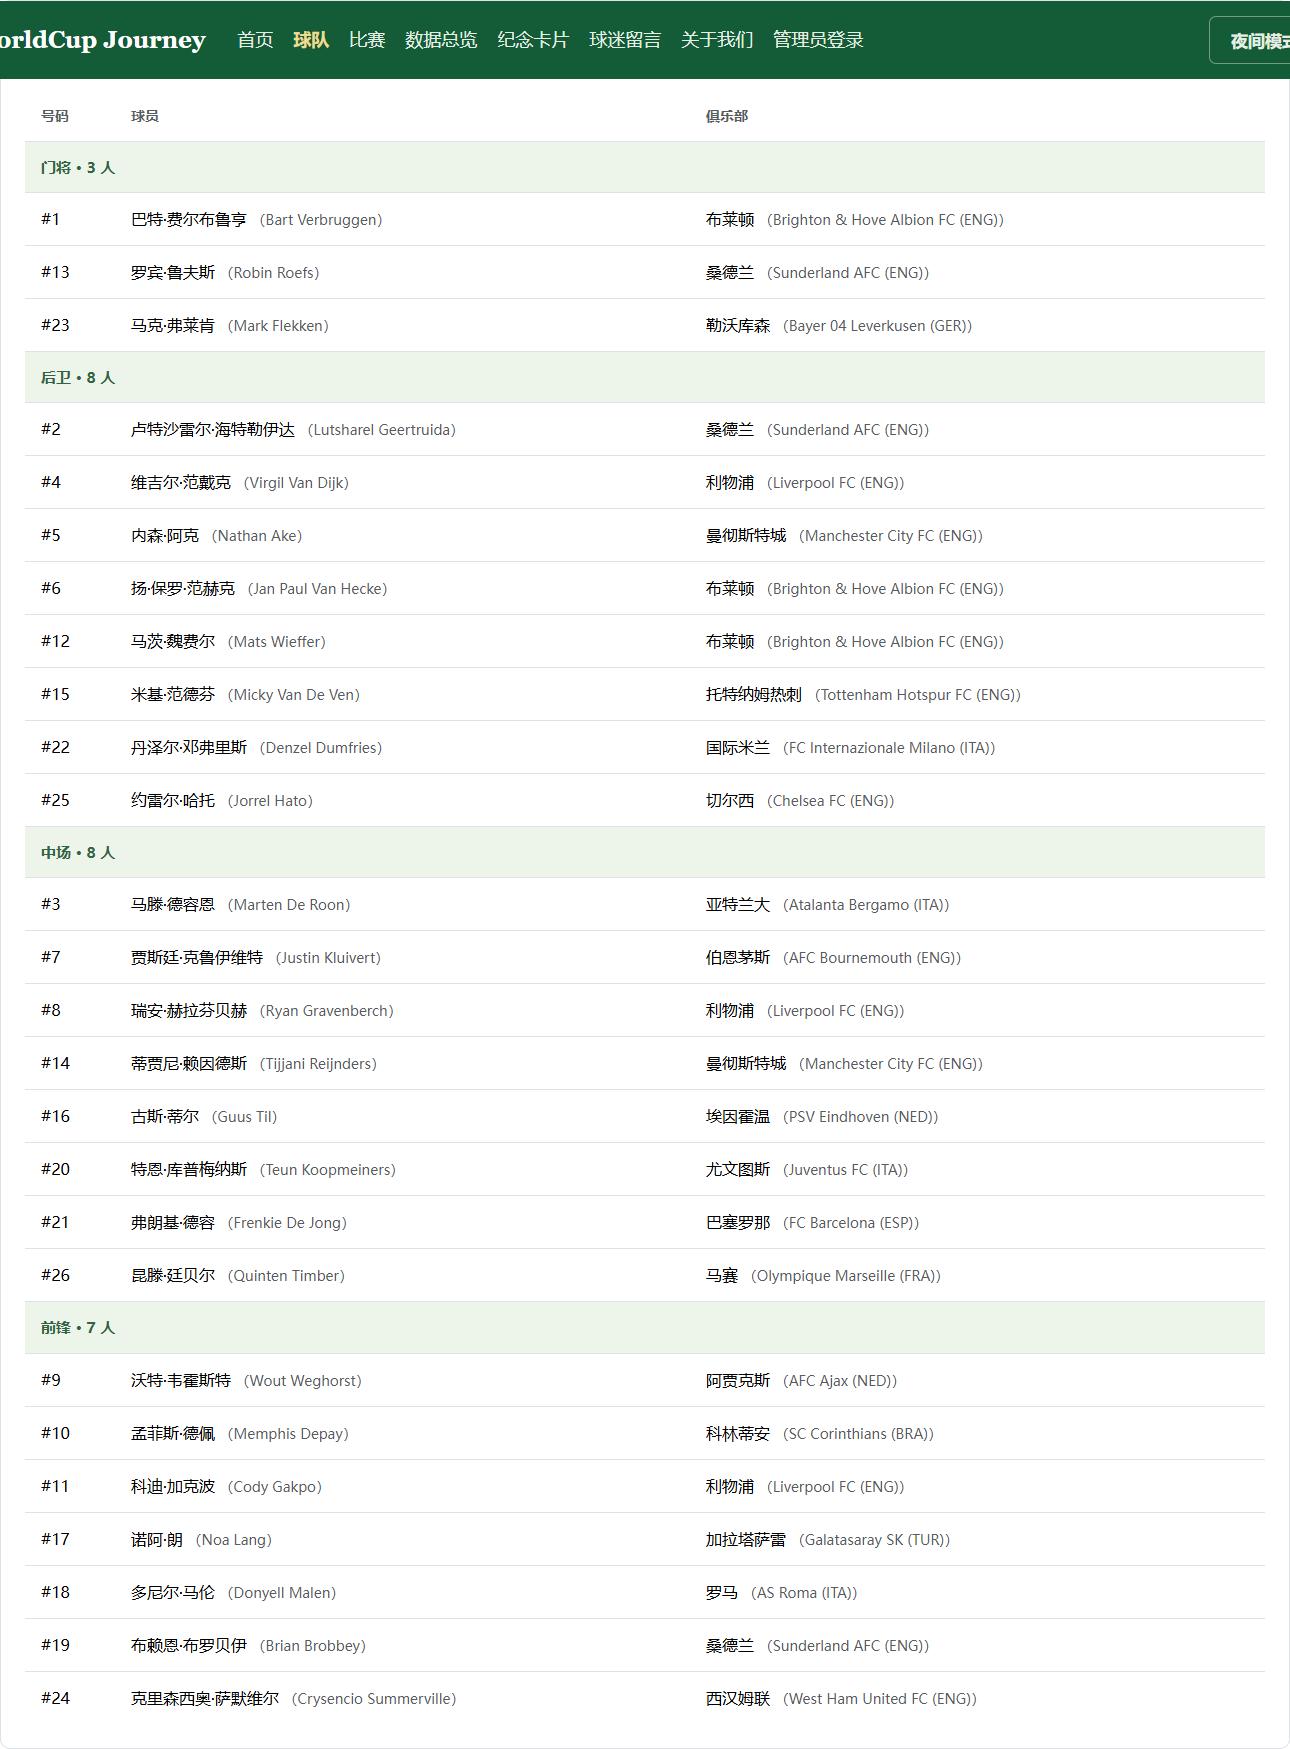 orldCup Journey 首页 球队 比赛 数据总览 纪念卡片 球迷留言 关于我们 管理员登录 夜间模式
号码 球员 俱乐部
门将 • 3 人
#1 巴特·费尔布鲁亨 (Bart Verbruggen) 布莱顿 (Brighton & Hove Albion FC (ENG))
#13 罗宾·鲁夫斯 (Robin Roefs) 桑德兰 (Sunderland AFC (ENG))
#23 马克·弗莱肯 (Mark Flekken) 勒沃库森 (Bayer 04 Leverkusen (GER))
后卫 • 8 人
#2 卢特沙雷尔·海特勒伊达 (Lutsharel Geertruida) 桑德兰 (Sunderland AFC (ENG))
#4 维吉尔·范戴克 (Virgil Van Dijk) 利物浦 (Liverpool FC (ENG))
#5 内森·阿克 (Nathan Ake) 曼彻斯特城 (Manchester City FC (ENG))
#6 扬·保罗·范赫克 (Jan Paul Van Hecke) 布莱顿 (Brighton & Hove Albion FC (ENG))
#12 马茨·魏费尔 (Mats Wieffer) 布莱顿 (Brighton & Hove Albion FC (ENG))
#15 米基·范德芬 (Micky Van De Ven) 托特纳姆热刺 (Tottenham Hotspur FC (ENG))
#22 丹泽尔·邓弗里斯 (Denzel Dumfries) 国际米兰 (FC Internazionale Milano (ITA))
#25 约雷尔·哈托 (Jorrel Hato) 切尔西 (Chelsea FC (ENG))
中场 • 8 人
#3 马滕·德容恩 (Marten De Roon) 亚特兰大 (Atalanta Bergamo (ITA))
#7 贾斯廷·克鲁伊维特 (Justin Kluivert) 伯恩茅斯 (AFC Bournemouth (ENG))
#8 瑞安·赫拉芬贝赫 (Ryan Gravenberch) 利物浦 (Liverpool FC (ENG))
#14 蒂贾尼·赖因德斯 (Tijjani Reijnders) 曼彻斯特城 (Manchester City FC (ENG))
#16 古斯·蒂尔 (Guus Til) 埃因霍温 (PSV Eindhoven (NED))
#20 特恩·库普梅纳斯 (Teun Koopmeiners) 尤文图斯 (Juventus FC (ITA))
#21 弗朗基·德容 (Frenkie De Jong) 巴塞罗那 (FC Barcelona (ESP))
#26 昆滕·廷贝尔 (Quinten Timber) 马赛 (Olympique Marseille (FRA))
前锋 • 7 人
#9 沃特·韦霍斯特 (Wout Weghorst) 阿贾克斯 (AFC Ajax (NED))
#10 孟菲斯·德佩 (Memphis Depay) 科林蒂安 (SC Corinthians (BRA))
#11 科迪·加克波 (Cody Gakpo) 利物浦 (Liverpool FC (ENG))
#17 诺阿·朗 (Noa Lang) 加拉塔萨雷 (Galatasaray SK (TUR))
#18 多尼尔·马伦 (Donyell Malen) 罗马 (AS Roma (ITA))
#19 布赖恩·布罗贝伊 (Brian Brobbey) 桑德兰 (Sunderland AFC (ENG))
#24 克里森西奥·萨默维尔 (Crysencio Summerville) 西汉姆联 (West Ham United FC (ENG))